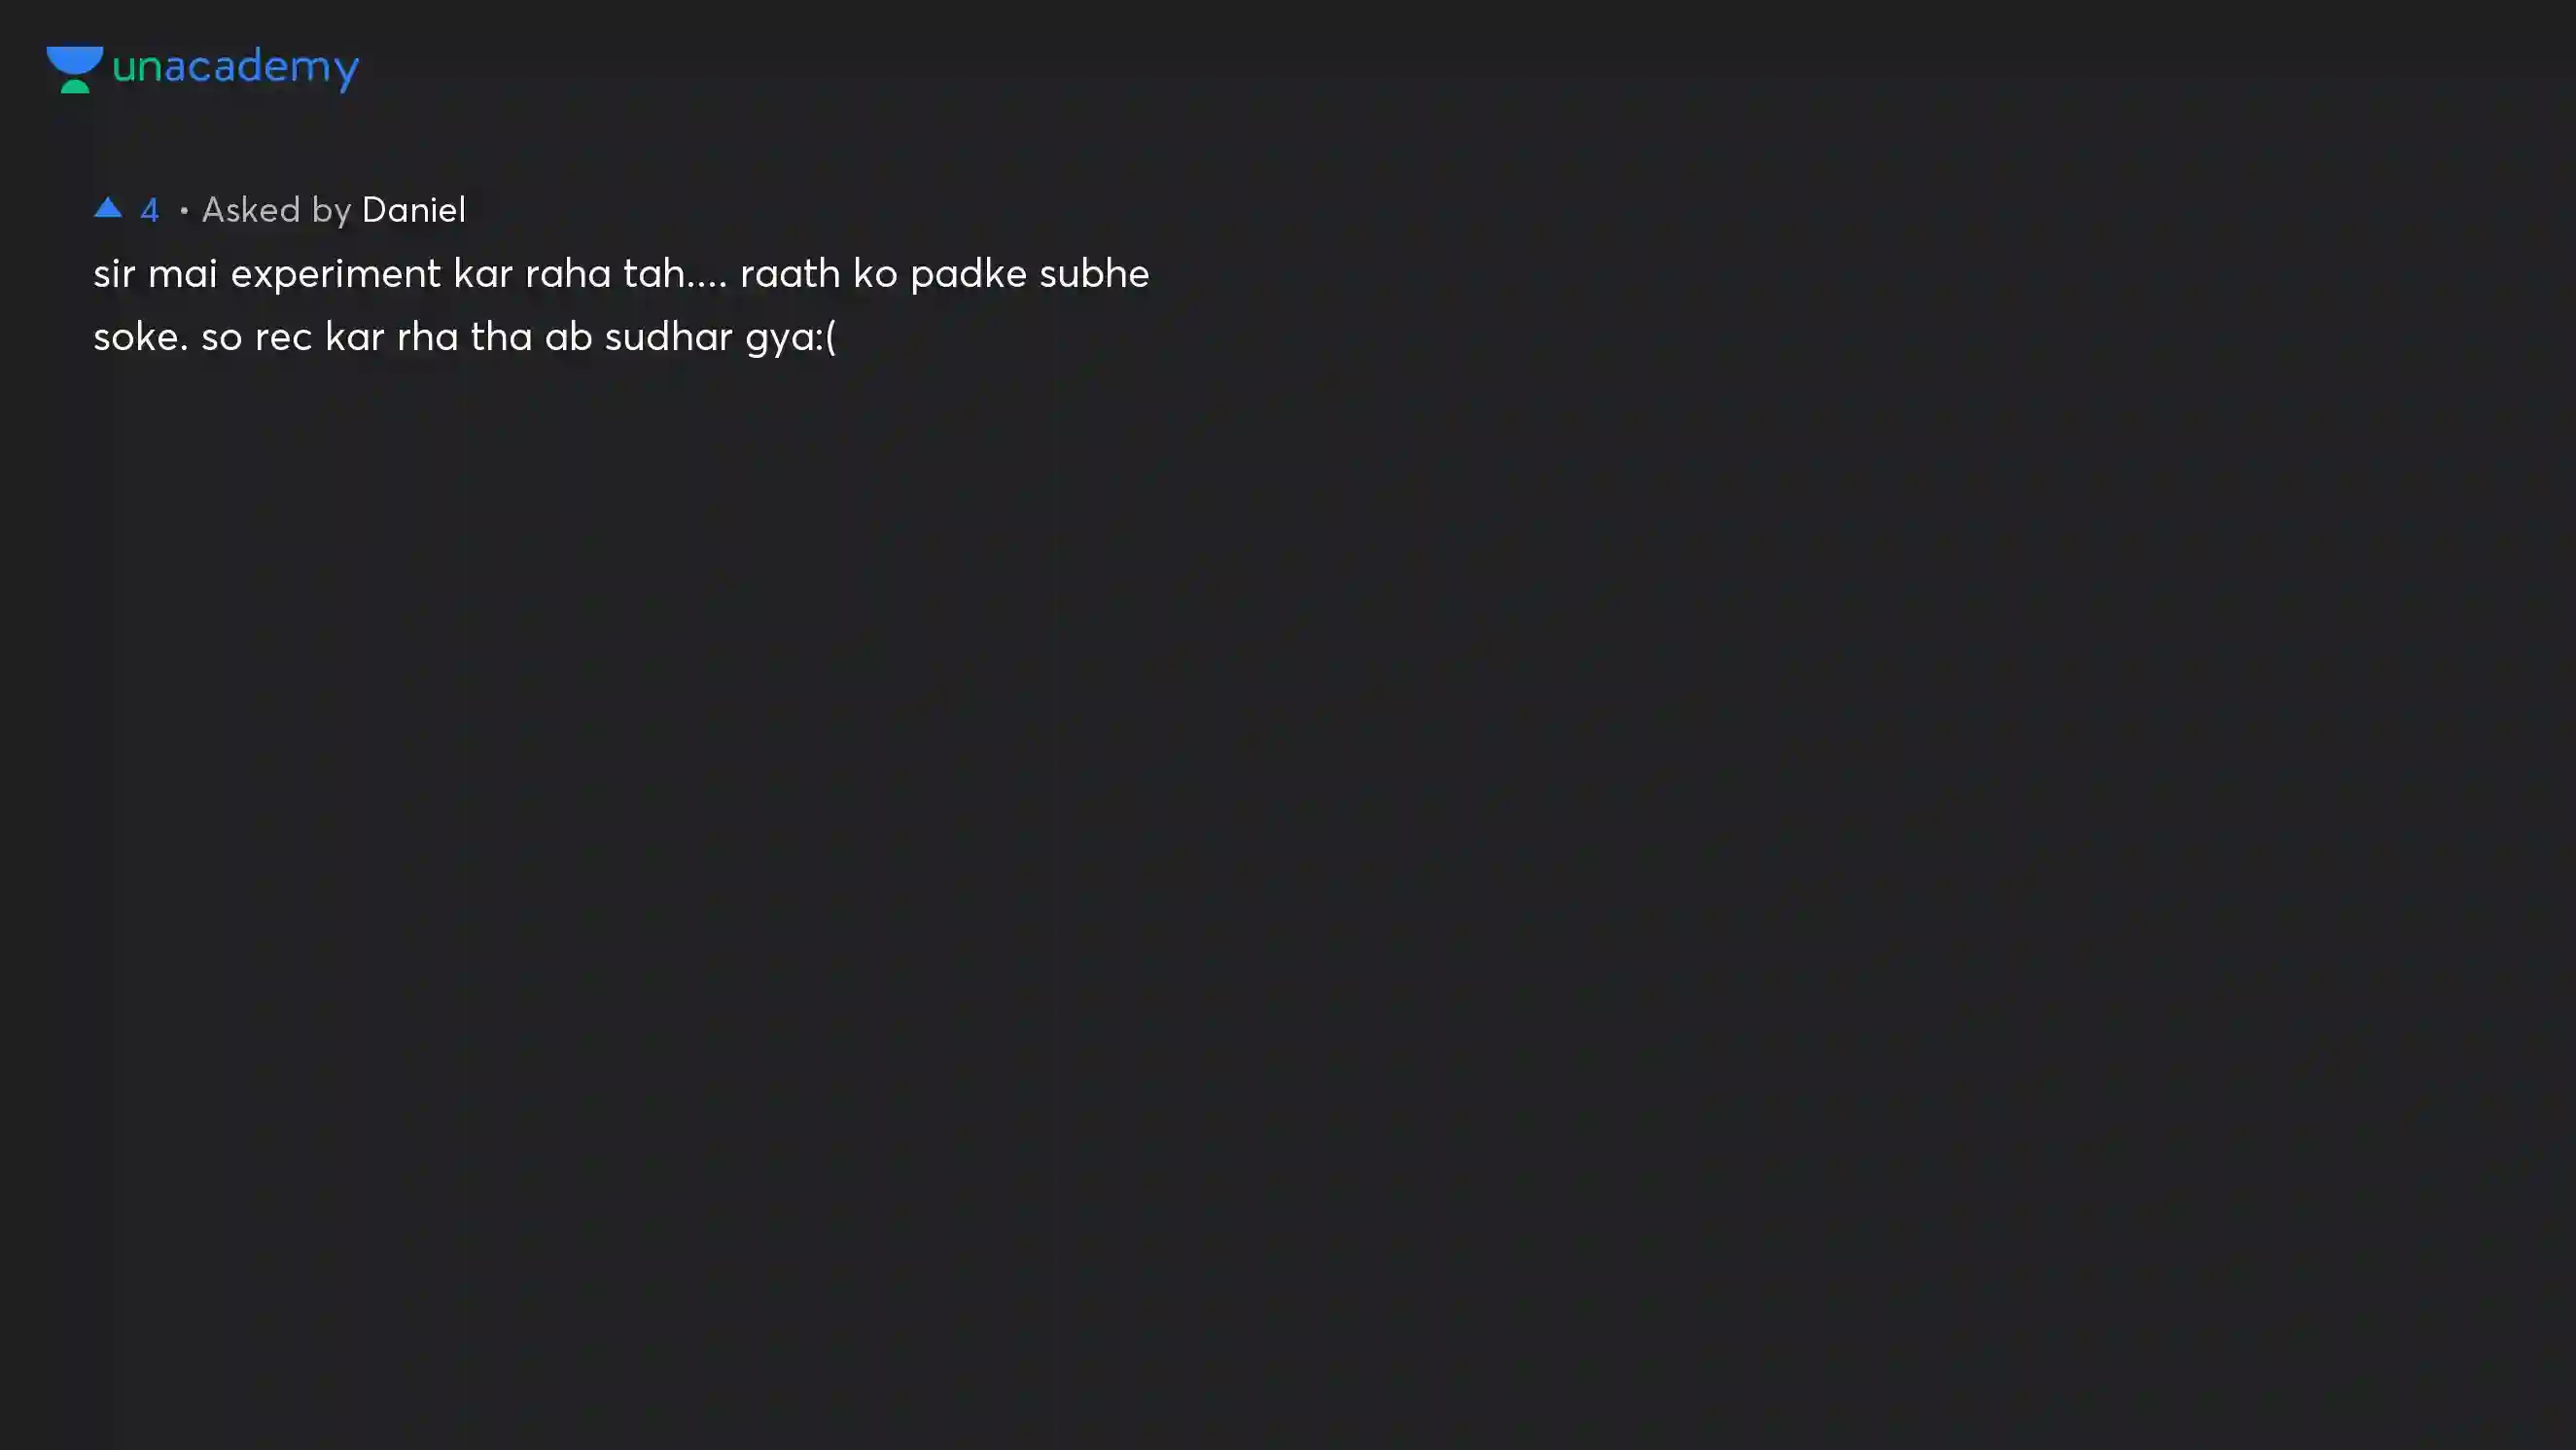 unacademy
▲ 4 • Asked by Daniel
sir mai experiment kar raha tah.... raath ko padke subhe
soke. so rec kar rha tha ab sudhar gya:(